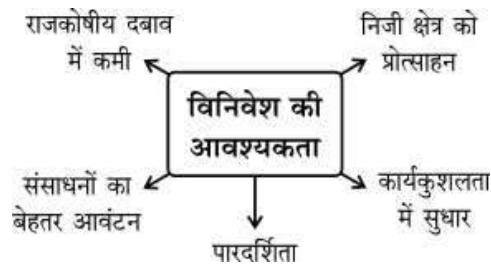 राजकोषीय दबाव
में कमी
निजी क्षेत्र को
प्रोत्साहन
विनिवेश की
आवश्यकता
संसाधनों का
बेहतर आवंटन
कार्यकुशलता
में सुधार
पारदर्शिता